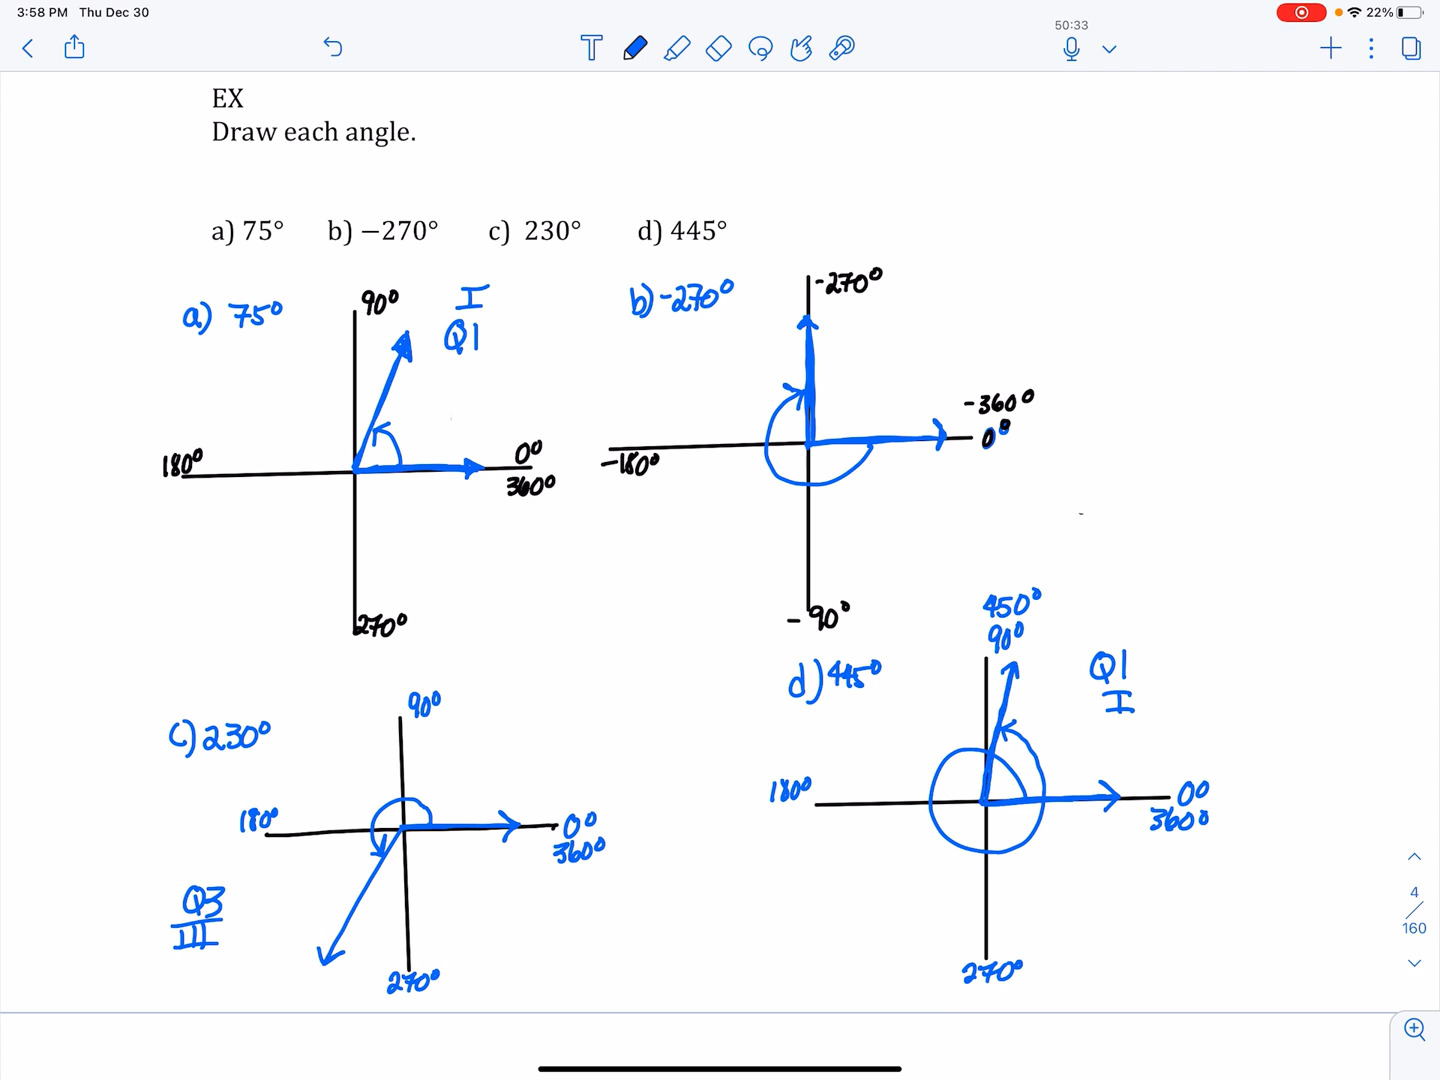 3:58 PM Thu Dec 30
50:33
22%
T
EX
Draw each angle.
a) 75° b) −270° c) 230° d) 445°
a) 75°
90°
I
Q1
180°
0°
360°
270°
b) -270°
-270°
-360°
0°
-180°
-90°
c) 230°
90°
180°
0°
360°
Q3
III
270°
d) 445°
450°
90°
Q1
I
180°
0°
360°
270°
4
/
160